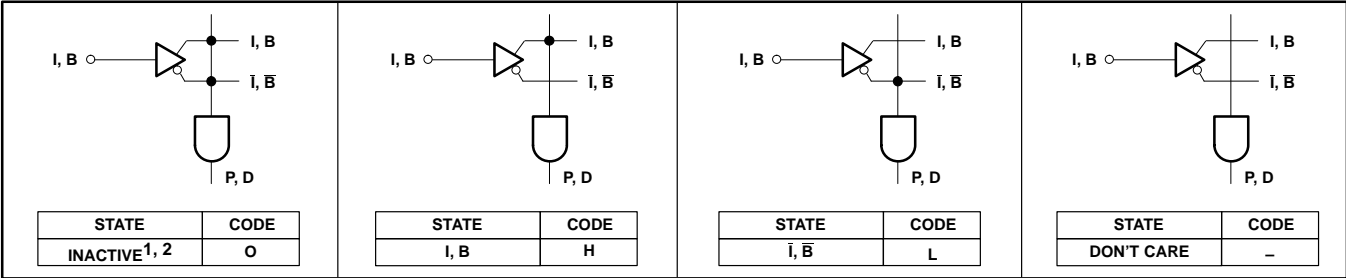 I, B
I, B
I̅, B̅
P, D
STATE CODE
INACTIVE1, 2 O
I, B
I, B
I̅, B̅
P, D
STATE CODE
I, B H
I, B
I, B
I̅, B̅
P, D
STATE CODE
I̅, B̅ L
I, B
I, B
I̅, B̅
P, D
STATE CODE
DON'T CARE –